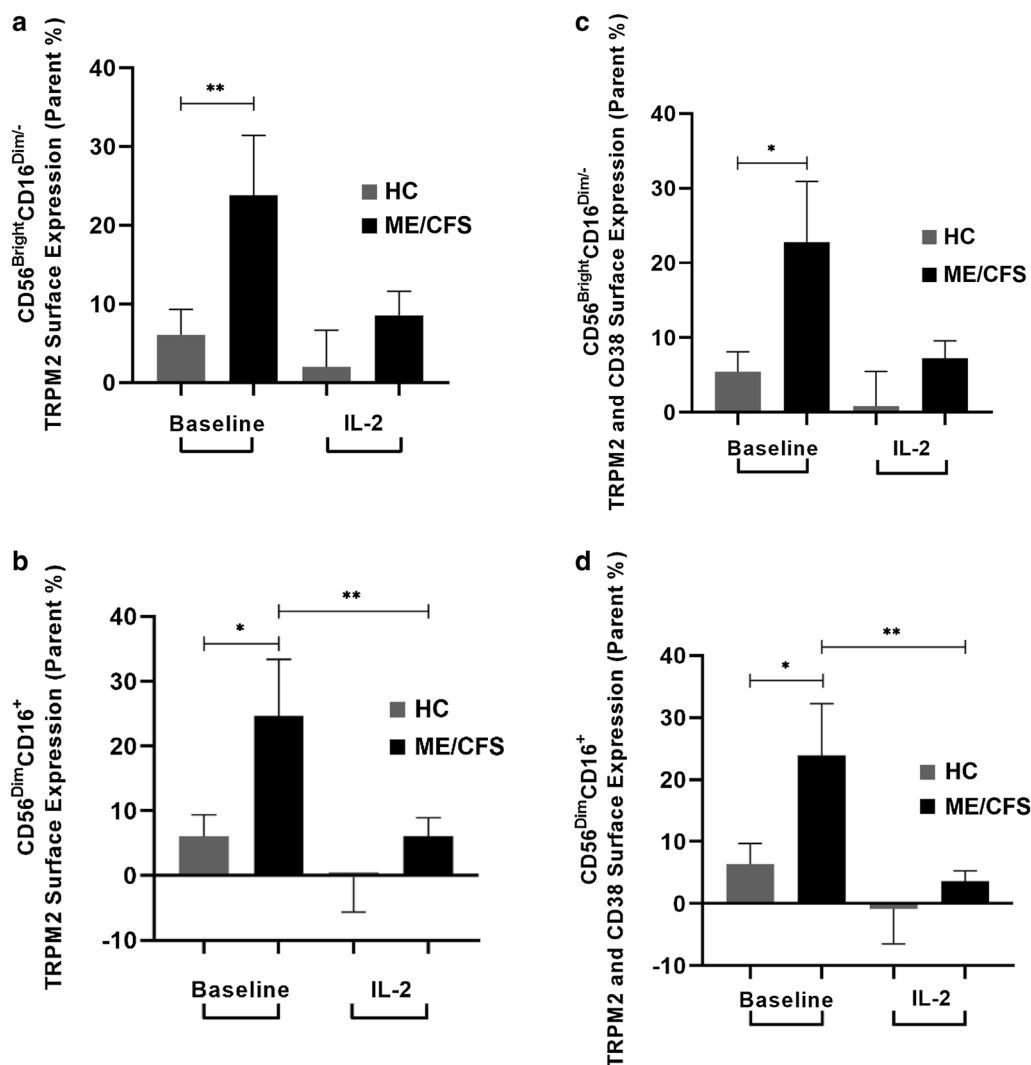 a
CD56BrightCD16Dim/-
TRPM2 Surface Expression (Parent %)
40
30
20
10
0
**
HC
ME/CFS
Baseline
IL-2
c
CD56BrightCD16Dim/-
TRPM2 and CD38 Surface Expression (Parent %)
40
30
20
10
0
*
HC
ME/CFS
Baseline
IL-2
b
CD56DimCD16+
TRPM2 Surface Expression (Parent %)
40
30
20
10
0
-10
*
**
HC
ME/CFS
Baseline
IL-2
d
CD56DimCD16+
TRPM2 and CD38 Surface Expression (Parent %)
40
30
20
10
0
-10
*
**
HC
ME/CFS
Baseline
IL-2